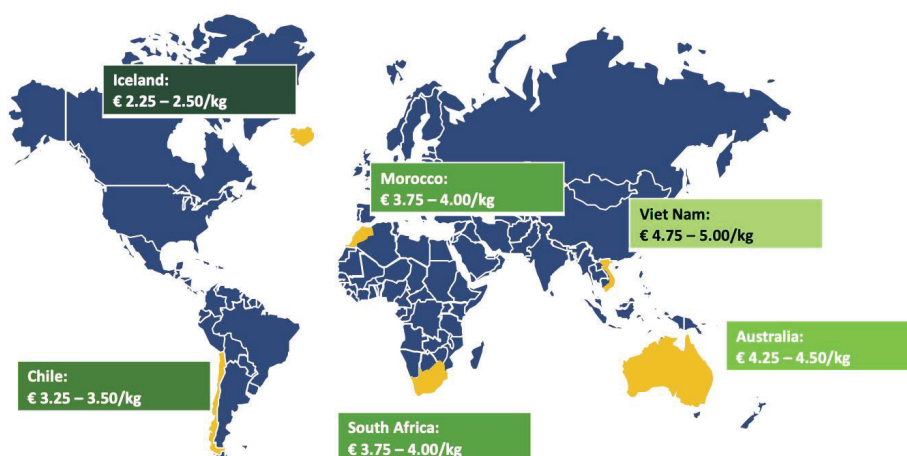 Iceland:
€ 2.25 – 2.50/kg
Morocco:
€ 3.75 – 4.00/kg
Viet Nam:
€ 4.75 – 5.00/kg
Australia:
€ 4.25 – 4.50/kg
Chile:
€ 3.25 – 3.50/kg
South Africa:
€ 3.75 – 4.00/kg